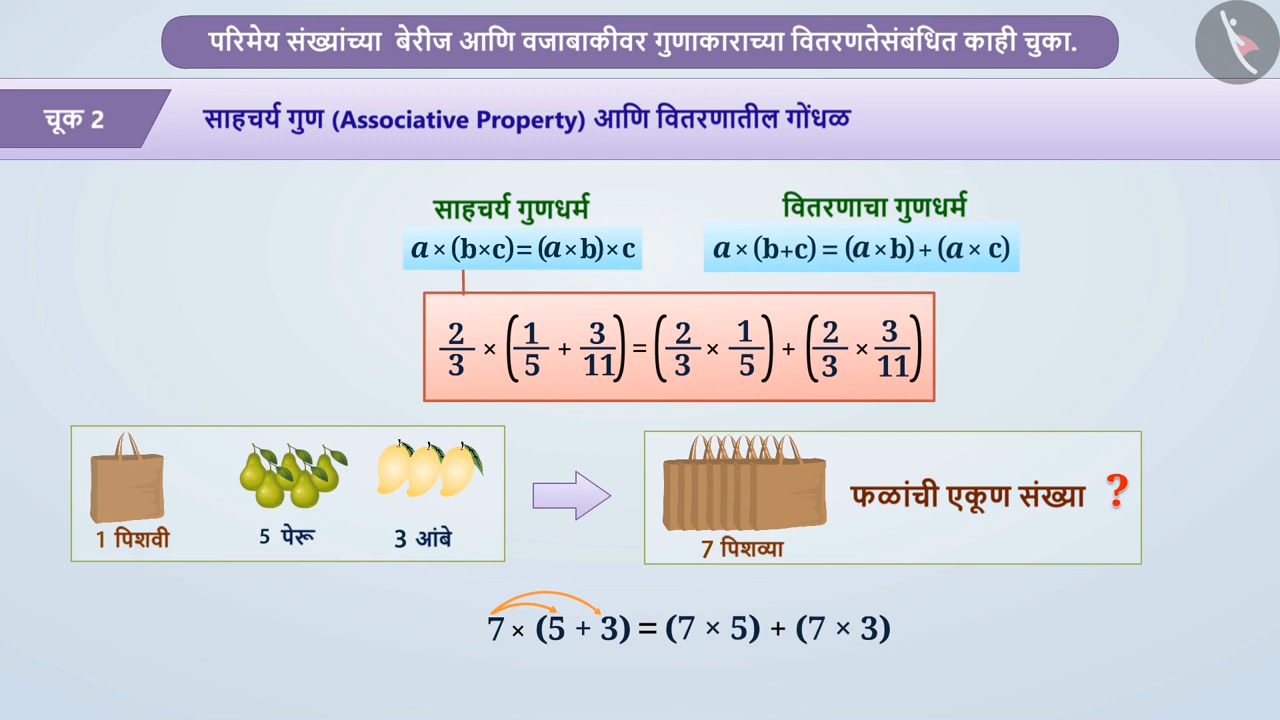 परिमेय संख्यांच्या बेरीज आणि वजाबाकीवर गुणाकाराच्या वितरणतेसंबंधित काही चुका.
चूक 2
साहचर्य गुण (Associative Property) आणि वितरणातील गोंधळ
साहचर्य गुणधर्म
a × (b×c) = (a×b)×c
वितरणाचा गुणधर्म
a × (b+c) = (a×b) + (a × c)
2/3 × (1/5 + 3/11) = (2/3 × 1/5) + (2/3 × 3/11)
1 पिशवी
5 पेरू
3 आंबे
7 पिशव्या
फळांची एकूण संख्या ?
7 × (5 + 3) = (7 × 5) + (7 × 3)